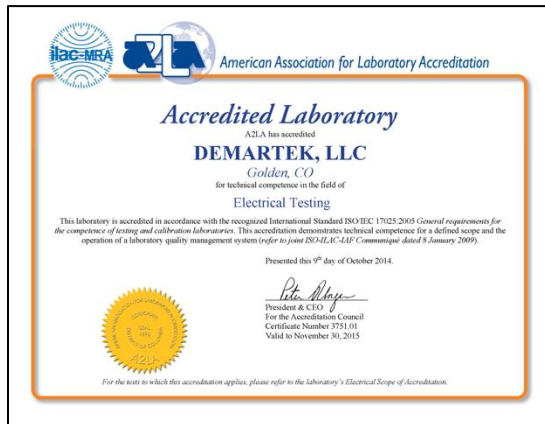 ilac-MRA
A2LA
American Association for Laboratory Accreditation
Accredited Laboratory
A2LA has accredited
DEMARTEK, LLC
Golden, CO
for technical competence in the field of
Electrical Testing
This laboratory is accredited in accordance with the recognized International Standard ISO/IEC 17025:2005 General requirements for
the competence of testing and calibration laboratories. This accreditation demonstrates technical competence for a defined scope and the
operation of a laboratory quality management system (refer to joint ISO-ILAC-IAF Communiqué dated 8 January 2009).
Presented this 9th day of October 2014.
President & CEO
For the Accreditation Council
Certificate Number 3751.01
Valid to November 30, 2015
CORPORATE
SEAL
A2LA
For the tests to which this accreditation applies, please refer to the laboratory's Electrical Scope of Accreditation.